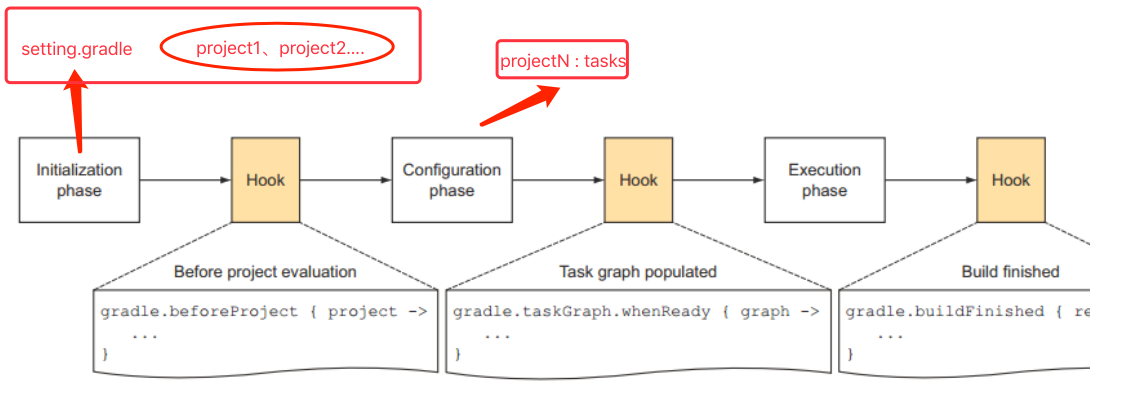 setting.gradle
project1、project2....
projectN : tasks
Initialization
phase
Hook
Configuration
phase
Hook
Execution
phase
Hook
Before project evaluation
Task graph populated
Build finished
gradle.beforeProject { project ->
...
}
gradle.taskGraph.whenReady { graph ->
...
}
gradle.buildFinished { re
...
}